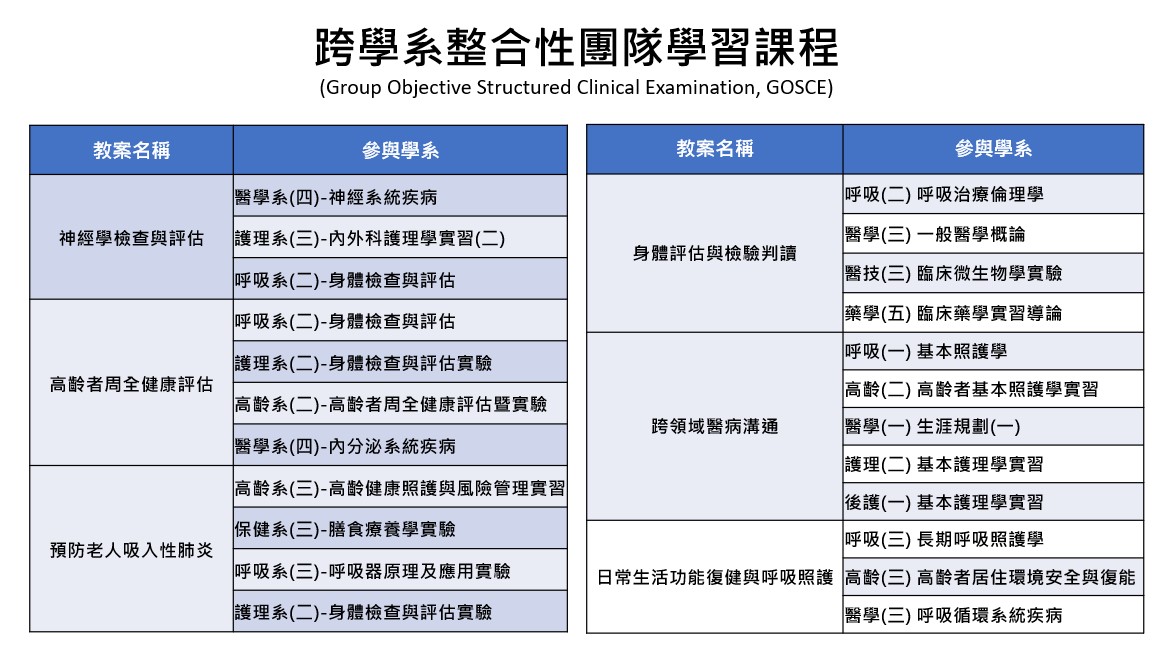 跨學系整合性團隊學習課程
(Group Objective Structured Clinical Examination, GOSCE)
教案名稱
參與學系
神經學檢查與評估
醫學系(四)-神經系統疾病
護理系(三)-內外科護理學實習(二)
呼吸系(二)-身體檢查與評估
高齡者周全健康評估
呼吸系(二)-身體檢查與評估
護理系(二)-身體檢查與評估實驗
高齡系(二)-高齡者周全健康評估暨實驗
醫學系(四)-內分泌系統疾病
預防老人吸入性肺炎
高齡系(三)-高齡健康照護與風險管理實習
保健系(三)-膳食療養學實驗
呼吸系(三)-呼吸器原理及應用實驗
護理系(二)-身體檢查與評估實驗
教案名稱
參與學系
身體評估與檢驗判讀
呼吸(二) 呼吸治療倫理學
醫學(三) 一般醫學概論
醫技(三) 臨床微生物學實驗
藥學(五) 臨床藥學實習導論
跨領域醫病溝通
呼吸(一) 基本照護學
高齡(二) 高齡者基本照護學實習
醫學(一) 生涯規劃(一)
護理(二) 基本護理學實習
後護(一) 基本護理學實習
日常生活功能復健與呼吸照護
呼吸(三) 長期呼吸照護學
高齡(三) 高齡者居住環境安全與復能
醫學(三) 呼吸循環系統疾病